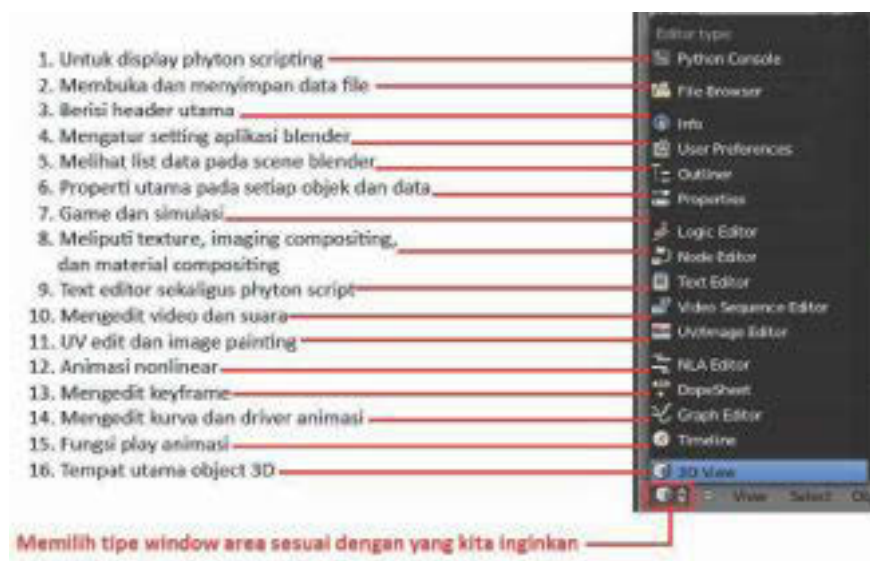 Editor type
1. Untuk display phyton scripting
Python Console
2. Membuka dan menyimpan data file
File Browser
3. Berisi header utama
Info
4. Mengatur setting aplikasi blender
User Preferences
5. Melihat list data pada scene blender
Outliner
6. Properti utama pada setiap objek dan data
Properties
7. Game dan simulasi
Logic Editor
8. Meliputi texture, imaging compositing,
dan material compositing
Node Editor
9. Text editor sekaligus phyton script
Text Editor
10. Mengedit video dan suara
Video Sequence Editor
11. UV edit dan image painting
UV/Image Editor
12. Animasi nonlinear
NLA Editor
13. Mengedit keyframe
DopeSheet
14. Mengedit kurva dan driver animasi
Graph Editor
15. Fungsi play animasi
Timeline
16. Tempat utama object 3D
3D View
View Select Ob
Memilih tipe window area sesuai dengan yang kita inginkan